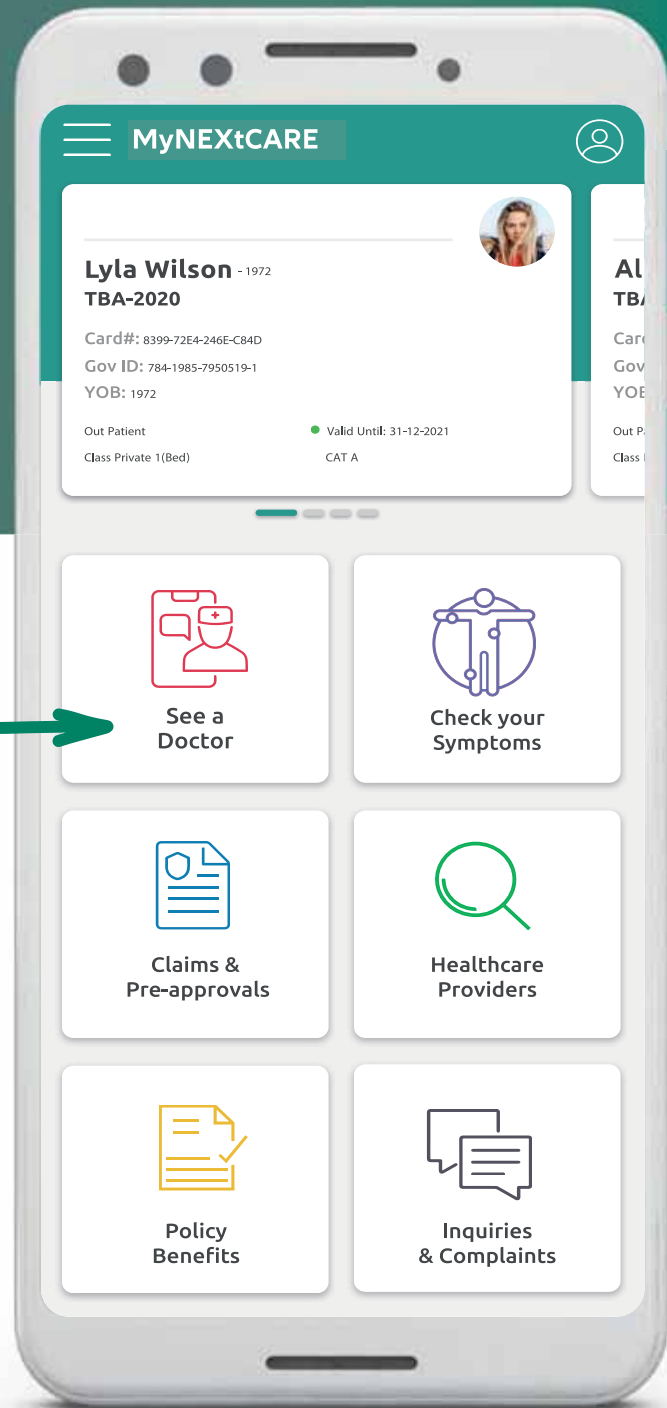 MyNEXtCARE
Lyla Wilson - 1972
TBA-2020
Card#: 8399-72E4-246E-C84D
Gov ID: 784-1985-7950519-1
YOB: 1972
Out Patient
Valid Until: 31-12-2021
Class Private 1(Bed)
CAT A
Al
TB
Car
Gov
YOB
Out P
Class
See a
Doctor
Check your
Symptoms
Claims &
Pre-approvals
Healthcare
Providers
Policy
Benefits
Inquiries
& Complaints